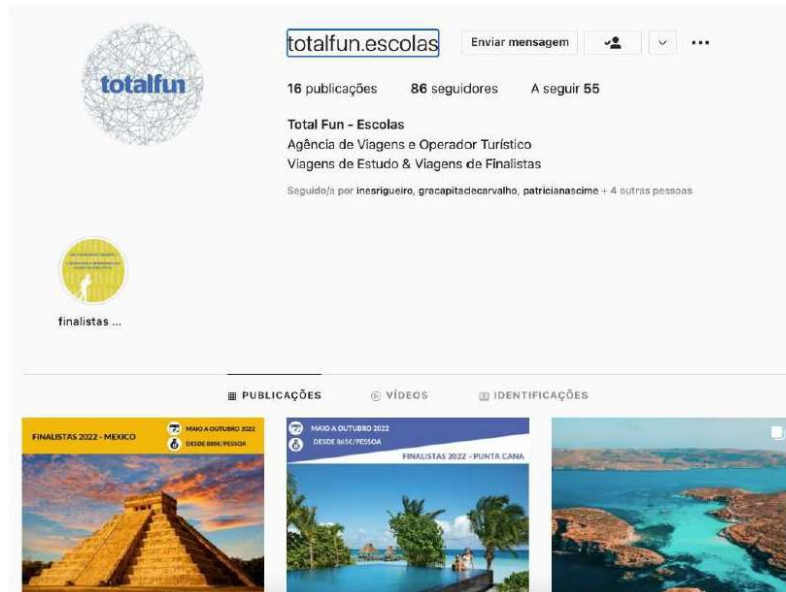 totalfun
totalfun.escolas
Enviar mensagem
16 publicações 86 seguidores A seguir 55
Total Fun - Escolas
Agência de Viagens e Operador Turístico
Viagens de Estudo & Viagens de Finalistas
Seguido/a por inesrigueiro, gracapitadecarvalho, patricianascime + 4 outras pessoas
finalistas ...
PUBLICAÇÕES VÍDEOS IDENTIFICAÇÕES
FINALISTAS 2022 - MEXICO
MAIO A OUTUBRO 2022
MAIO A OUTUBRO 2022
DESDE 865€/PESSOA
FINALISTAS 2022 - PUNTA CANA